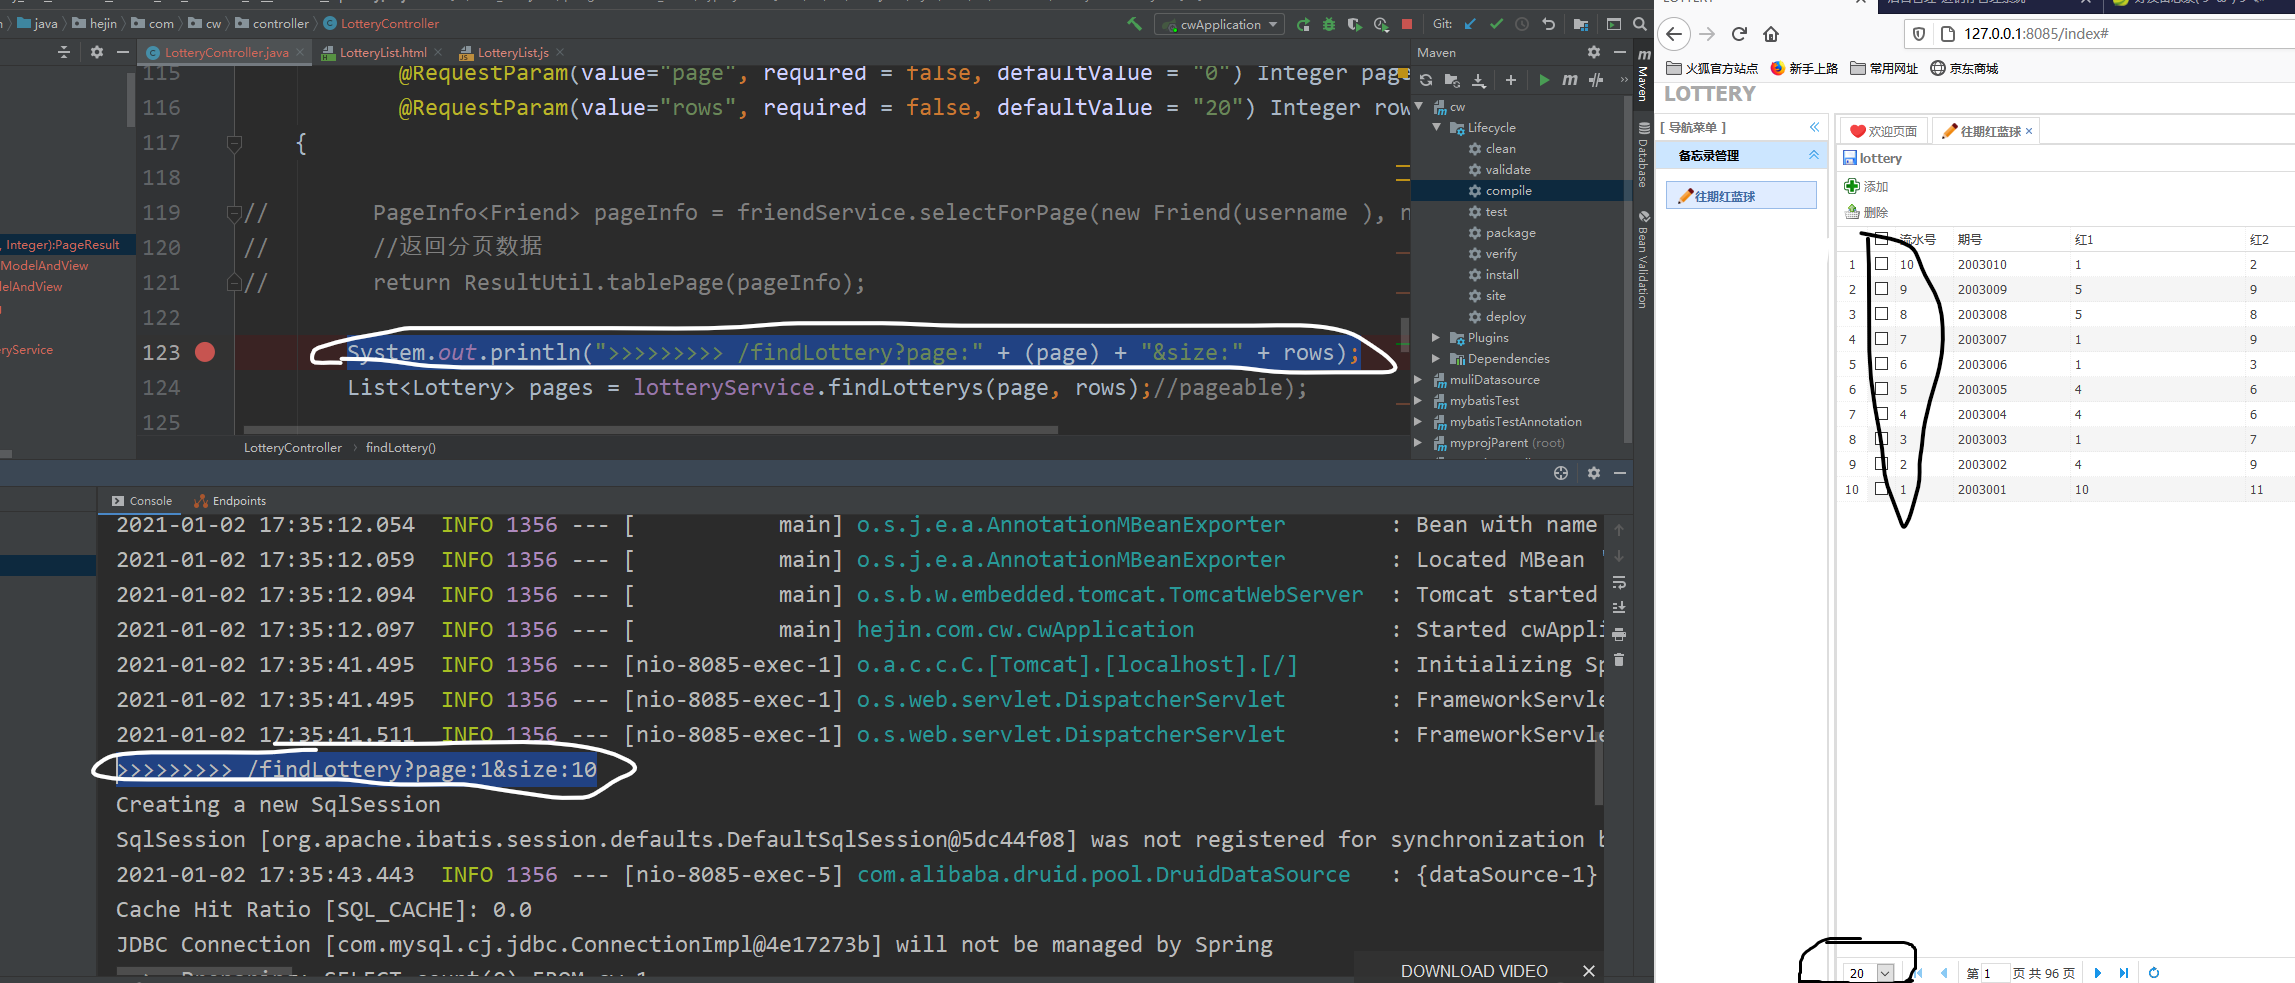 java hejin com cw controller LotteryController
cwApplication Git:
LotteryController.java LotteryList.html LotteryList.js
115 @RequestParam(value="page", required = false, defaultValue = "0") Integer page
116 @RequestParam(value="rows", required = false, defaultValue = "20") Integer row
117 {
118
119 // PageInfo<Friend> pageInfo = friendService.selectForPage(new Friend(username ), n
120 // //返回分页数据
121 // return ResultUtil.tablePage(pageInfo);
122
123 System.out.println(">>>>>>>>> /findLottery?page:" + (page) + "&size:" + rows);
124 List<Lottery> pages = lotteryService.findLotterys(page, rows);//pageable);
125
, Integer):PageResult
ModelAndView
delAndView
eryService
LotteryController findLottery()
Maven
cw
Lifecycle
clean
validate
compile
test
package
verify
install
site
deploy
Plugins
Dependencies
muliDatasource
mybatisTest
mybatisTestAnnotation
myprojParent (root)
Maven
Database
Bean Validation
Console Endpoints
2021-01-02 17:35:12.054 INFO 1356 --- [ main] o.s.j.e.a.AnnotationMBeanExporter : Bean with name
2021-01-02 17:35:12.059 INFO 1356 --- [ main] o.s.j.e.a.AnnotationMBeanExporter : Located MBean
2021-01-02 17:35:12.094 INFO 1356 --- [ main] o.s.b.w.embedded.tomcat.TomcatWebServer : Tomcat started
2021-01-02 17:35:12.097 INFO 1356 --- [ main] hejin.com.cw.cwApplication : Started cwAppli
2021-01-02 17:35:41.495 INFO 1356 --- [nio-8085-exec-1] o.a.c.c.C.[Tomcat].[localhost].[/] : Initializing Sp
2021-01-02 17:35:41.495 INFO 1356 --- [nio-8085-exec-1] o.s.web.servlet.DispatcherServlet : FrameworkServle
2021-01-02 17:35:41.511 INFO 1356 --- [nio-8085-exec-1] o.s.web.servlet.DispatcherServlet : FrameworkServle
>>>>>>>>> /findLottery?page:1&size:10
Creating a new SqlSession
SqlSession [org.apache.ibatis.session.defaults.DefaultSqlSession@5dc44f08] was not registered for synchronization b
2021-01-02 17:35:43.443 INFO 1356 --- [nio-8085-exec-5] com.alibaba.druid.pool.DruidDataSource : {dataSource-1}
Cache Hit Ratio [SQL_CACHE]: 0.0
JDBC Connection [com.mysql.cj.jdbc.ConnectionImpl@4e17273b] will not be managed by Spring
DOWNLOAD VIDEO
127.0.0.1:8085/index#
火狐官方站点 新手上路 常用网址 京东商城
LOTTERY
[ 导航菜单 ]
备忘录管理
往期红蓝球
欢迎页面 往期红蓝球
lottery
添加
删除
流水号 期号 红1 红2
1 10 2003010 1 2
2 9 2003009 5 9
3 8 2003008 5 8
4 7 2003007 1 9
5 6 2003006 1 3
6 5 2003005 4 6
7 4 2003004 4 6
8 3 2003003 1 7
9 2 2003002 4 9
10 1 2003001 10 11
20 第 1 页 共 96 页